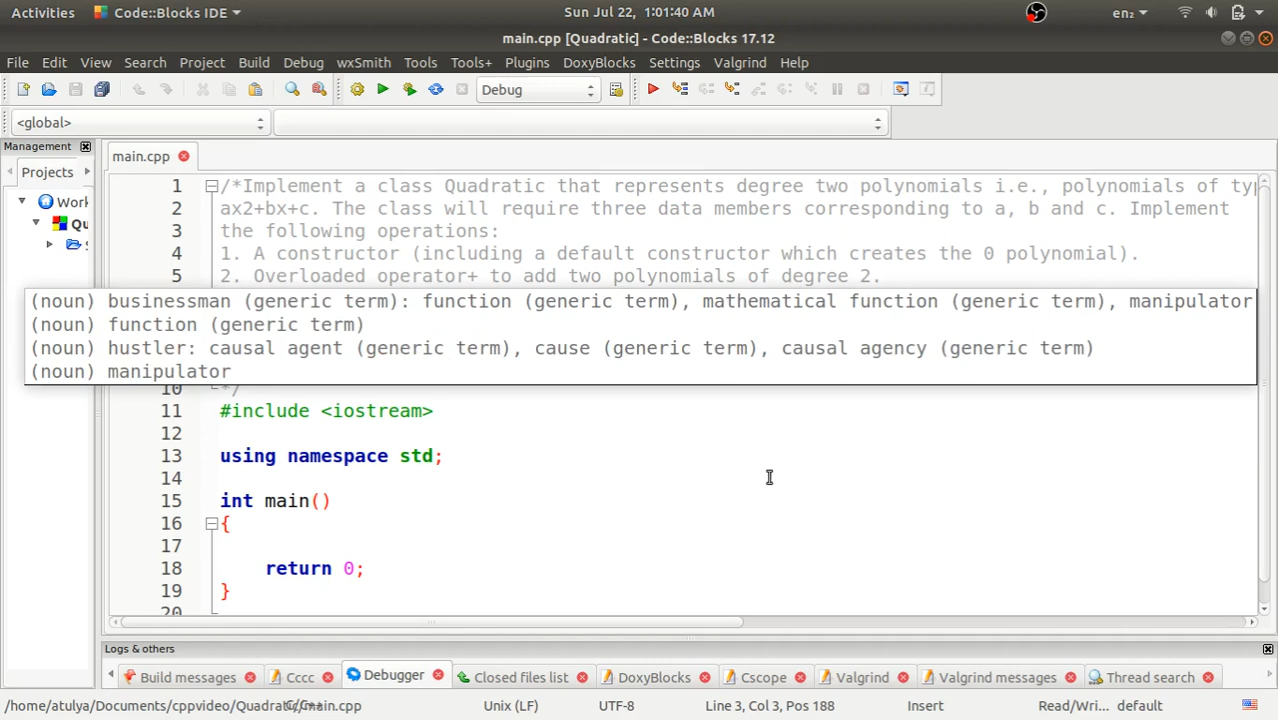 Activities Code::Blocks IDE Sun Jul 22, 1:01:40 AM en₂
main.cpp [Quadratic] - Code::Blocks 17.12
File Edit View Search Project Build Debug wxSmith Tools Tools+ Plugins DoxyBlocks Settings Valgrind Help
Debug
<global>
Management
main.cpp
Projects
Work
Qu
1 /*Implement a class Quadratic that represents degree two polynomials i.e., polynomials of typ
2 ax2+bx+c. The class will require three data members corresponding to a, b and c. Implement
3 the following operations:
4 1. A constructor (including a default constructor which creates the 0 polynomial).
5 2. Overloaded operator+ to add two polynomials of degree 2.
(noun) businessman (generic term): function (generic term), mathematical function (generic term), manipulator
(noun) function (generic term)
(noun) hustler: causal agent (generic term), cause (generic term), causal agency (generic term)
(noun) manipulator
10 */
11 #include <iostream>
12
13 using namespace std;
14
15 int main()
16 {
17
18 return 0;
19 }
20
Logs & others
Build messages Cccc Debugger Closed files list DoxyBlocks Cscope Valgrind Valgrind messages Thread search
/home/atulya/Documents/cppvideo/Quadratic/main.cpp Unix (LF) UTF-8 Line 3, Col 3, Pos 188 Insert Read/Wri... default